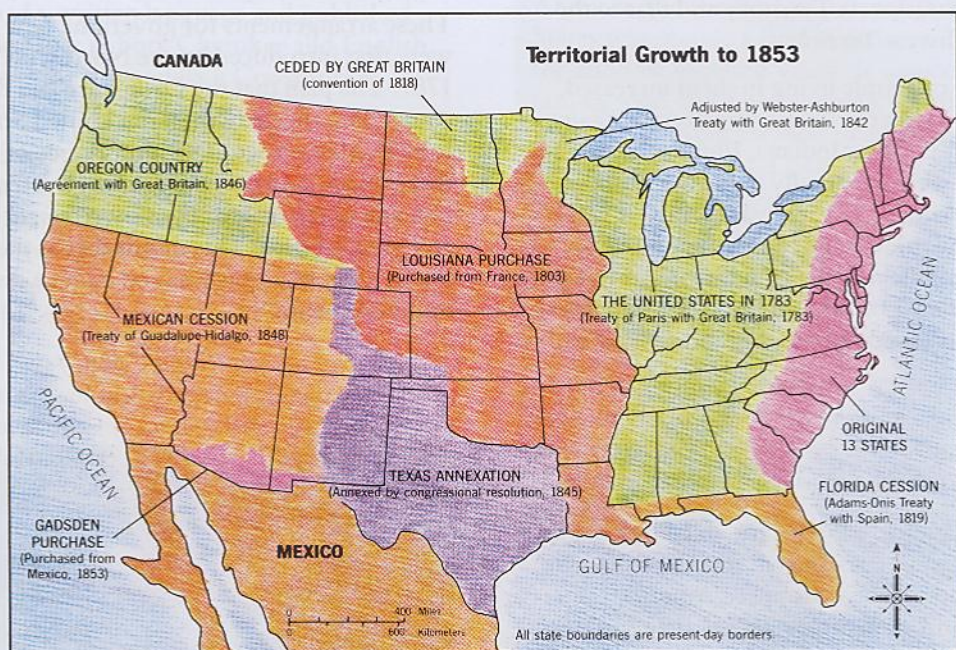 Territorial Growth to 1853
CANADA
CEDED BY GREAT BRITAIN
(convention of 1818)
Adjusted by Webster-Ashburton
Treaty with Great Britain, 1842
OREGON COUNTRY
(Agreement with Great Britain, 1846)
LOUISIANA PURCHASE
(Purchased from France, 1803)
THE UNITED STATES IN 1783
(Treaty of Paris with Great Britain, 1783)
MEXICAN CESSION
(Treaty of Guadalupe-Hidalgo, 1848)
ATLANTIC OCEAN
PACIFIC OCEAN
ORIGINAL
13 STATES
TEXAS ANNEXATION
(Annexed by congressional resolution, 1845)
FLORIDA CESSION
(Adams-Onis Treaty
with Spain, 1819)
GADSDEN
PURCHASE
(Purchased from
Mexico, 1853)
MEXICO
GULF OF MEXICO
N
0 400 Miles
0 600 Kilometers
All state boundaries are present-day borders